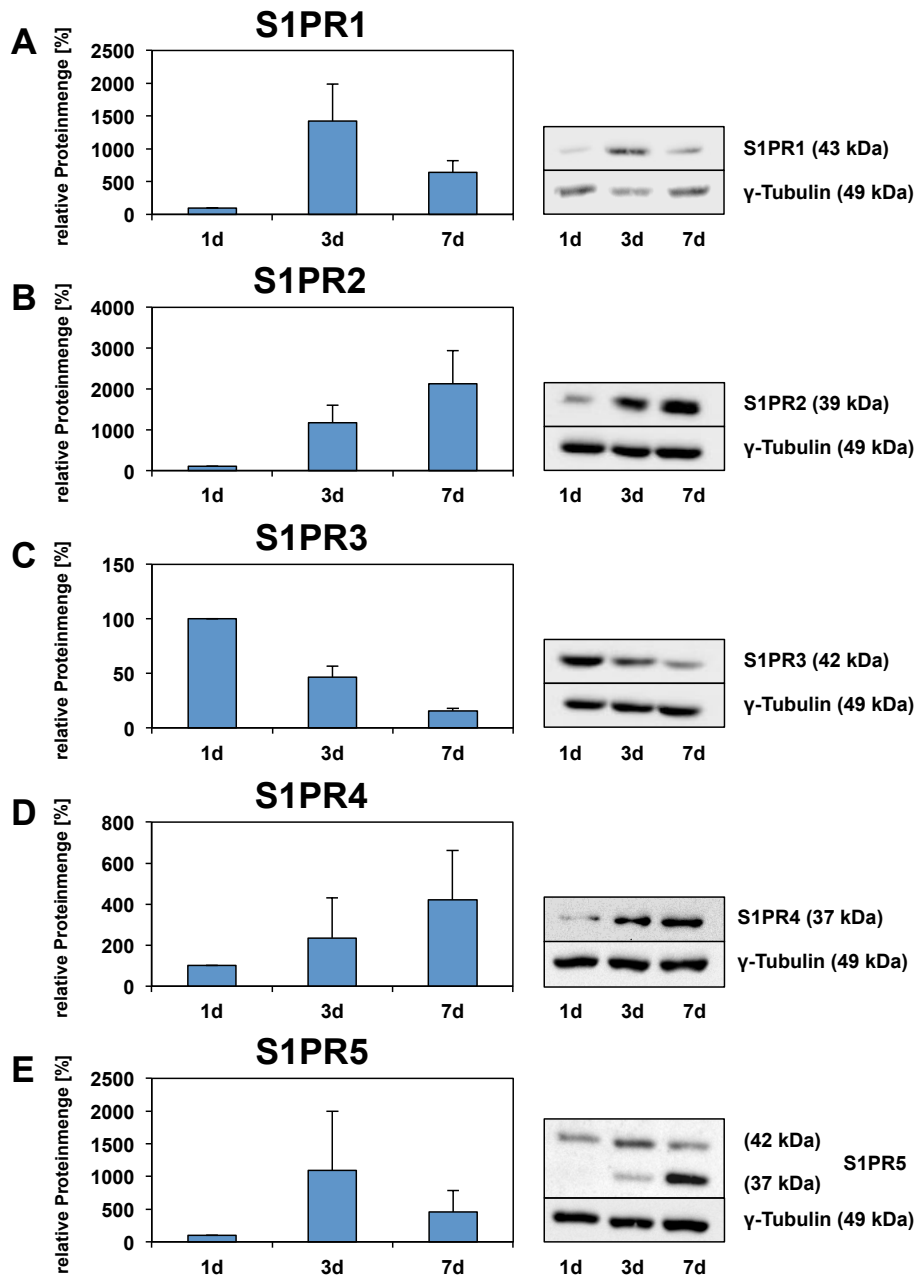 A
S1PR1
relative Proteinmenge [%]
2500
2000
1500
1000
500
0
1d 3d 7d
S1PR1 (43 kDa)
γ-Tubulin (49 kDa)
1d 3d 7d
B
S1PR2
relative Proteinmenge [%]
4000
3000
2000
1000
0
1d 3d 7d
S1PR2 (39 kDa)
γ-Tubulin (49 kDa)
1d 3d 7d
C
S1PR3
relative Proteinmenge [%]
150
100
50
0
1d 3d 7d
S1PR3 (42 kDa)
γ-Tubulin (49 kDa)
1d 3d 7d
D
S1PR4
relative Proteinmenge [%]
800
600
400
200
0
1d 3d 7d
S1PR4 (37 kDa)
γ-Tubulin (49 kDa)
1d 3d 7d
E
S1PR5
relative Proteinmenge [%]
2500
2000
1500
1000
500
0
1d 3d 7d
(42 kDa)
S1PR5
(37 kDa)
γ-Tubulin (49 kDa)
1d 3d 7d